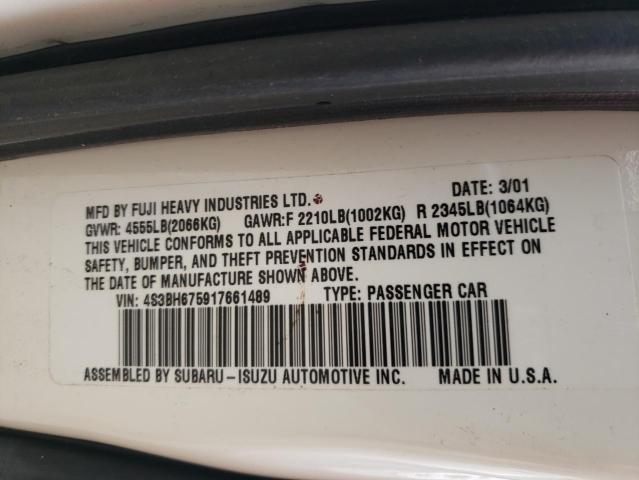 MFD BY FUJI HEAVY INDUSTRIES LTD. DATE: 3/01
GVWR: 4555LB(2066KG) GAWR:F 2210LB(1002KG) R 2345LB(1064KG)
THIS VEHICLE CONFORMS TO ALL APPLICABLE FEDERAL MOTOR VEHICLE
SAFETY, BUMPER, AND THEFT PREVENTION STANDARDS IN EFFECT ON
THE DATE OF MANUFACTURE SHOWN ABOVE.
VIN: 4S3BH675917661489 TYPE: PASSENGER CAR
ASSEMBLED BY SUBARU-ISUZU AUTOMOTIVE INC. MADE IN U.S.A.